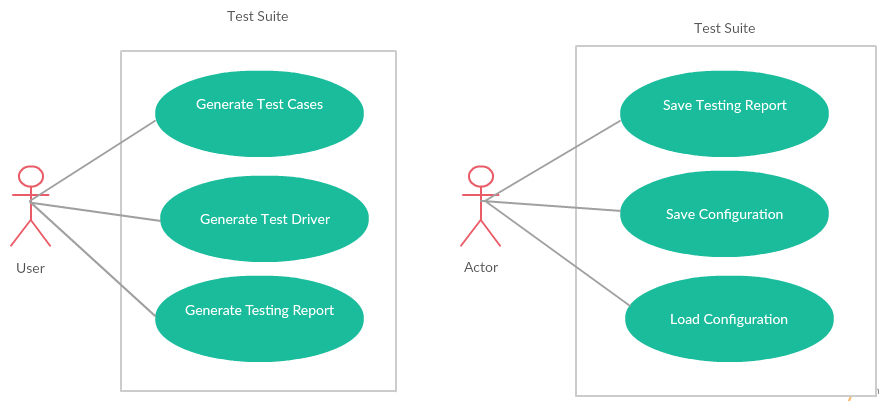 Test Suite
Generate Test Cases
Generate Test Driver
Generate Testing Report
User
Test Suite
Save Testing Report
Save Configuration
Load Configuration
Actor